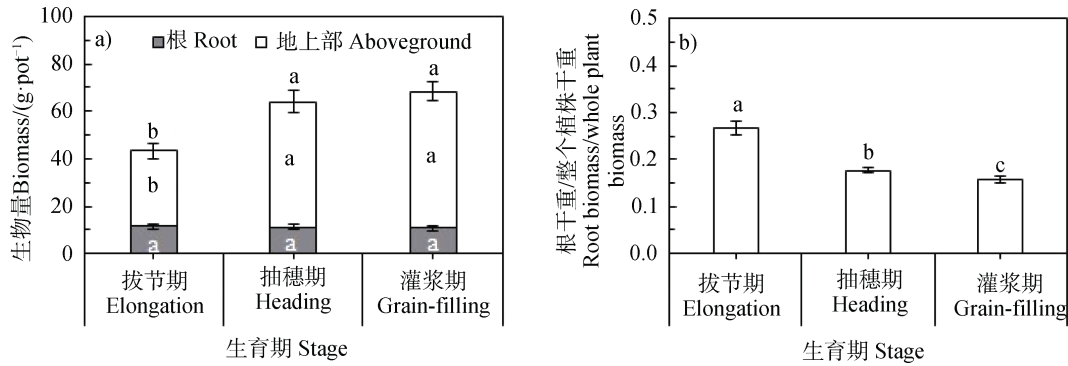 100
80
60
40
20
0
生物量Biomass/(g·pot⁻¹)
a)
根 Root
地上部 Aboveground
b
b
a
a
a
a
a
a
a
拔节期
Elongation
抽穗期
Heading
灌浆期
Grain-filling
生育期 Stage
0.5
0.4
0.3
0.2
0.1
0.0
根干重/整个植株干重
Root biomass/whole plant
biomass
b)
a
b
c
拔节期
Elongation
抽穗期
Heading
灌浆期
Grain-filling
生育期 Stage